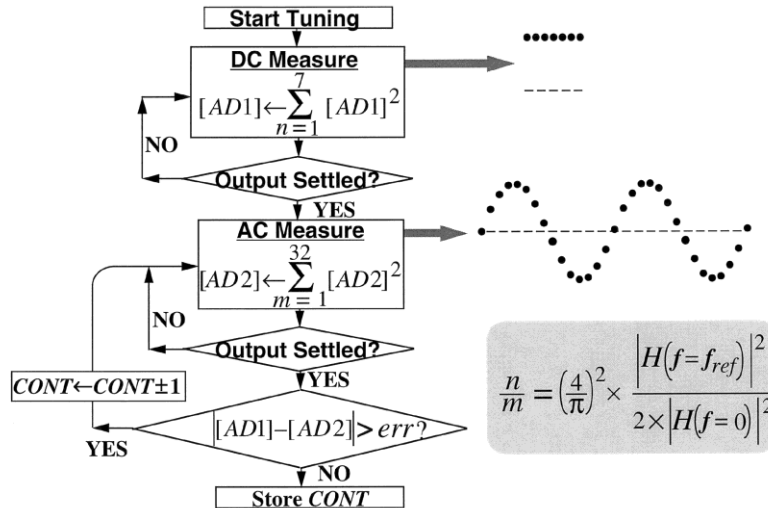 Start Tuning
DC Measure
[AD1]←∑_{n=1}^{7} [AD1]^2
NO
Output Settled?
YES
AC Measure
[AD2]←∑_{m=1}^{32} [AD2]^2
NO
Output Settled?
YES
CONT←CONT±1
|[AD1]−[AD2]|>err?
YES
NO
Store CONT
n/m = (4/π)^2 × |H(f=f_{ref})|^2 / 2×|H(f=0)|^2